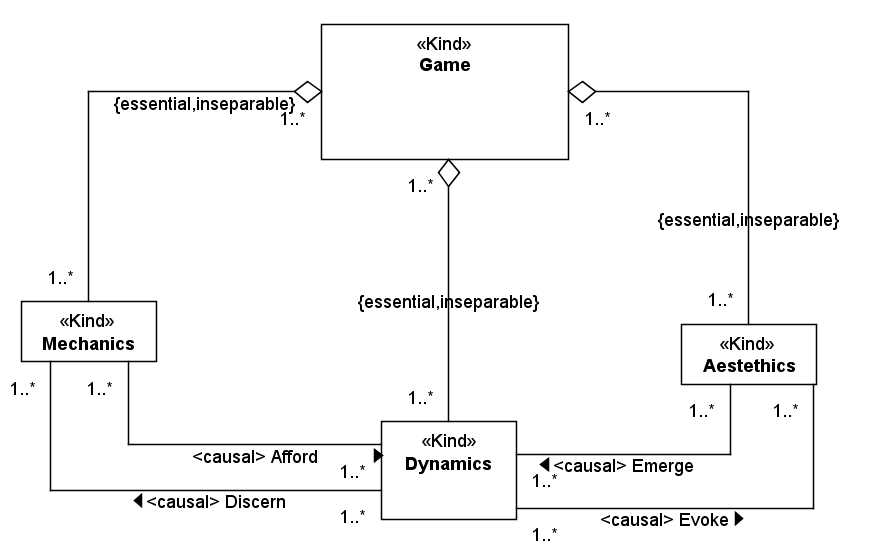 «Kind»
Game
{essential,inseparable}
1..*
1..*
1..*
{essential,inseparable}
1..*
{essential,inseparable}
1..*
«Kind»
Mechanics
«Kind»
Aestethics
1..*
1..*
1..*
1..*
1..*
«Kind»
Dynamics
<causal> Afford
1..*
<causal> Emerge
1..*
<causal> Discern
1..*
<causal> Evoke
1..*